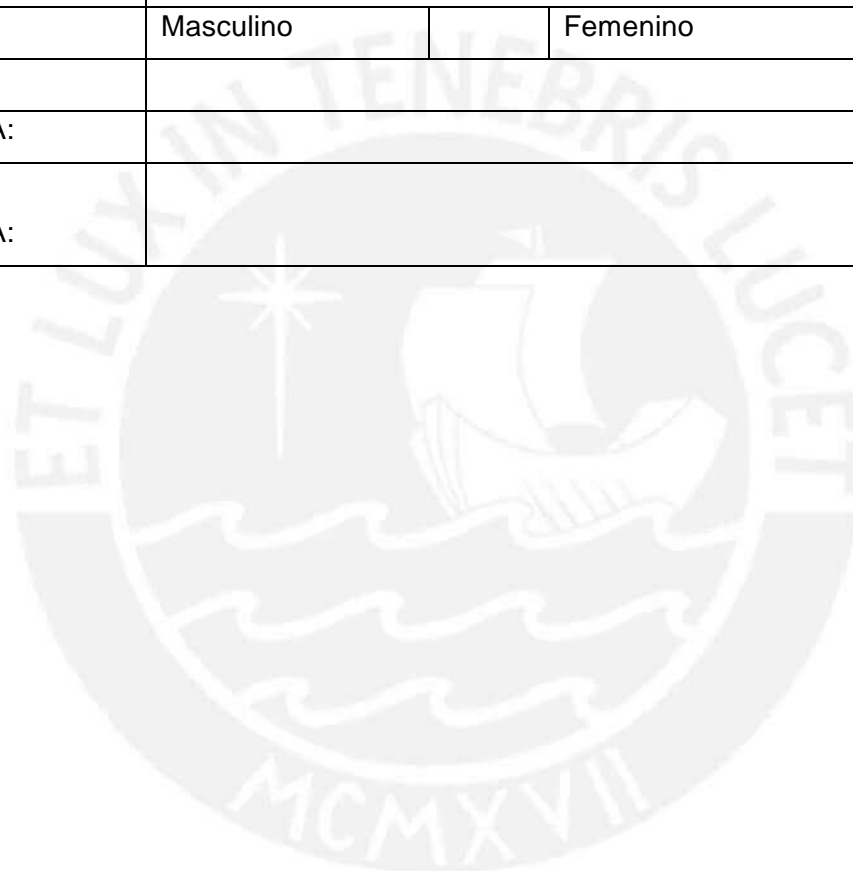 Masculino Femenino
A:
A:
ET LUX IN TENEBRIS LUCET
MCMXVII